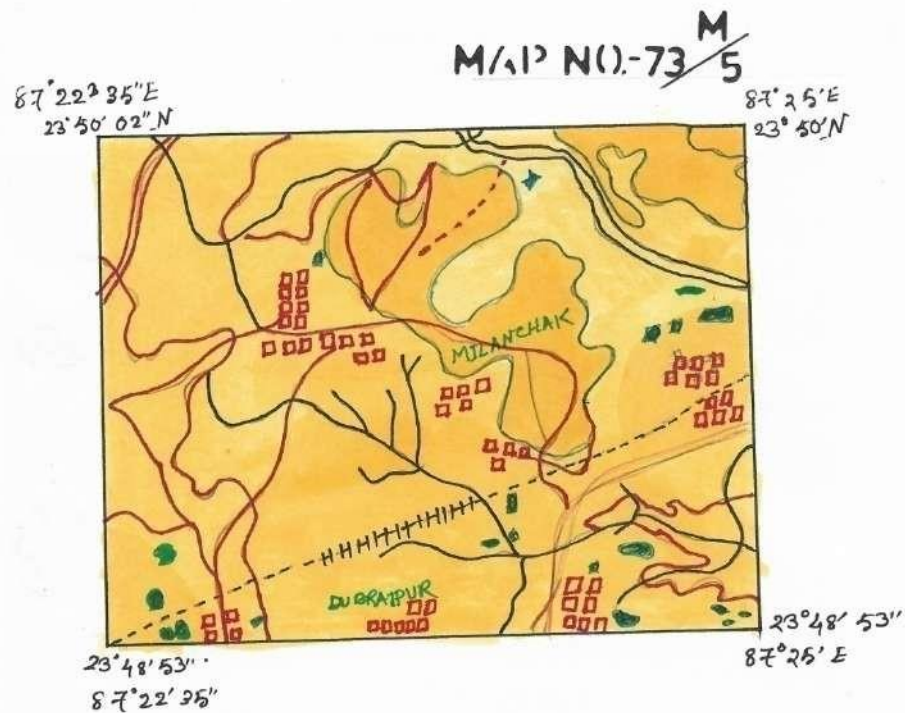 MAP NO.-73 M/5
87°22' 35"E
23°50' 02" N
87°25'E
23°50'N
MILANCHAK
DUBRAJPUR
23°48'53"
87°22'35"
23°48' 53"
87°25' E